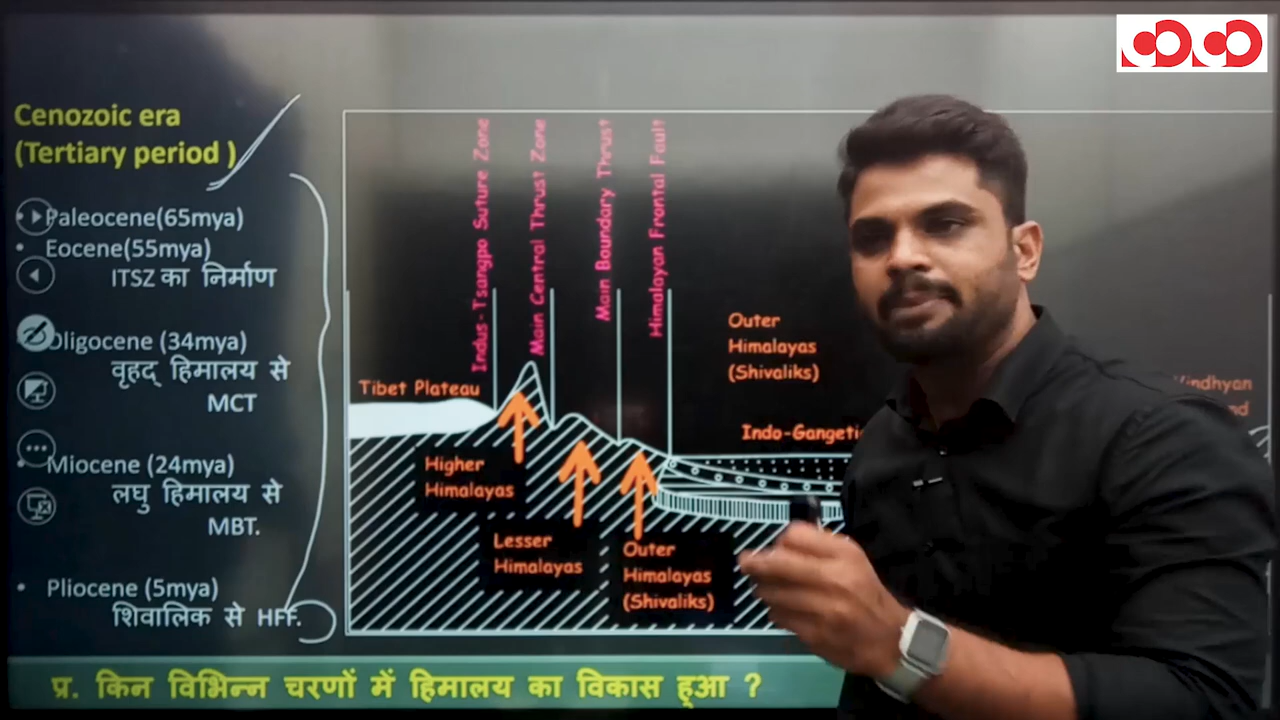 Cenozoic era
(Tertiary period )
Paleocene(65mya)
• Eocene(55mya)
ITSZ का निर्माण
Oligocene (34mya)
वृहद् हिमालय से
MCT
• Miocene (24mya)
लघु हिमालय से
MBT.
• Pliocene (5mya)
शिवालिक से HFF.
Indus-Tsangpo Suture Zone
Main Central Thrust Zone
Main Boundary Thrust
Himalayan Frontal Fault
Tibet Plateau
Higher
Himalayas
Lesser
Himalayas
Outer
Himalayas
(Shivaliks)
Outer
Himalayas
(Shivaliks)
Indo-Gangeti
प्र. किन विभिन्न चरणों में हिमालय का विकास हुआ ?